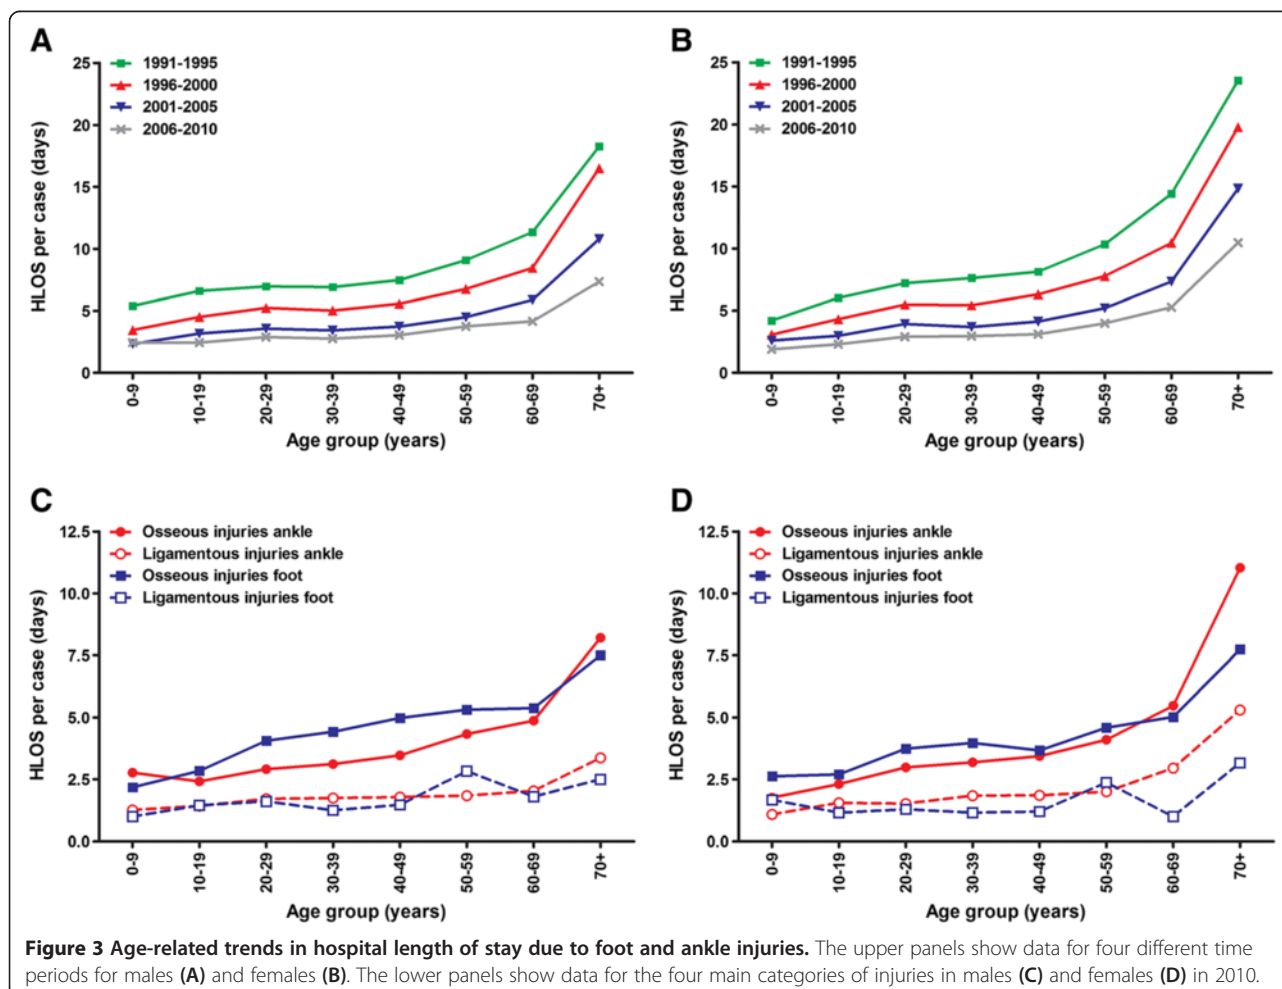 A
25
20
15
10
5
0
HLOS per case (days)
1991-1995
1996-2000
2001-2005
2006-2010
0-9
10-19
20-29
30-39
40-49
50-59
60-69
70+
Age group (years)
B
25
20
15
10
5
0
HLOS per case (days)
1991-1995
1996-2000
2001-2005
2006-2010
0-9
10-19
20-29
30-39
40-49
50-59
60-69
70+
Age group (years)
C
12.5
10.0
7.5
5.0
2.5
0.0
HLOS per case (days)
Osseous injuries ankle
Ligamentous injuries ankle
Osseous injuries foot
Ligamentous injuries foot
0-9
10-19
20-29
30-39
40-49
50-59
60-69
70+
Age group (years)
D
12.5
10.0
7.5
5.0
2.5
0.0
HLOS per case (days)
Osseous injuries ankle
Ligamentous injuries ankle
Osseous injuries foot
Ligamentous injuries foot
0-9
10-19
20-29
30-39
40-49
50-59
60-69
70+
Age group (years)
Figure 3 Age-related trends in hospital length of stay due to foot and ankle injuries. The upper panels show data for four different time
periods for males (A) and females (B). The lower panels show data for the four main categories of injuries in males (C) and females (D) in 2010.